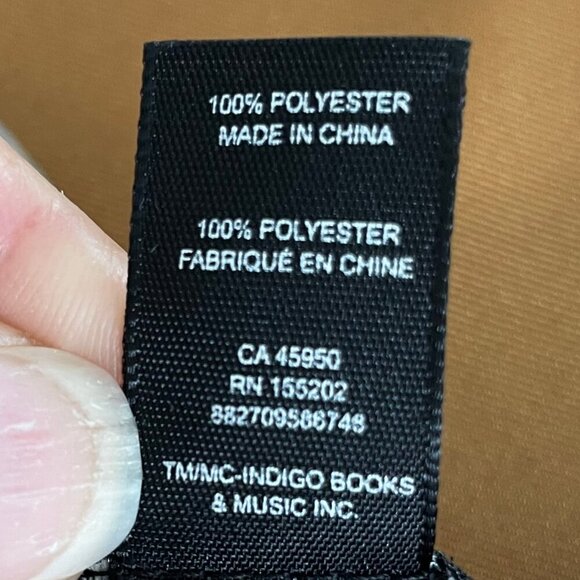 100% POLYESTER
MADE IN CHINA
100% POLYESTER
FABRIQUÉ EN CHINE
CA 45950
RN 155202
882709586746
TM/MC-INDIGO BOOKS
& MUSIC INC.